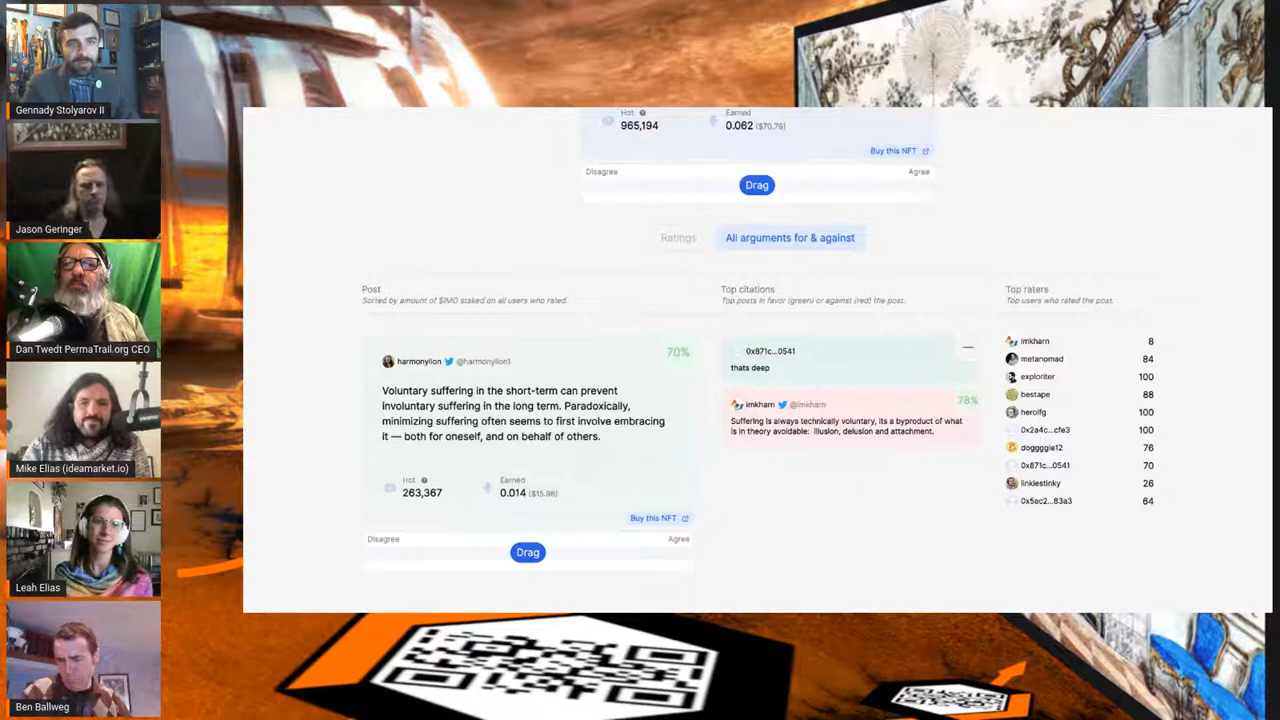 Gennady Stolyarov II
Jason Geringer
Dan Twedt PermaTrail.org CEO
Mike Elias (ideamarket.io)
Leah Elias
Ben Ballweg
Hot
965,194
Earned
0.062 ($70.79)
Buy this NFT
Disagree
Agree
Drag
Ratings
All arguments for & against
Post
Sorted by amount of $IMO staked on all users who rated.
Top citations
Top posts in favor (green) or against (red) the post.
Top raters
Top users who rated the post.
harmonylion @harmonylion1
70%
Voluntary suffering in the short-term can prevent
involuntary suffering in the long term. Paradoxically,
minimizing suffering often seems to first involve embracing
it — both for oneself, and on behalf of others.
Hot
263,367
Earned
0.014 ($15.98)
Buy this NFT
Disagree
Agree
Drag
0x871c...0541
—
thats deep
imkharn @imkharn
78%
Suffering is always technically voluntary, its a byproduct of what
is in theory avoidable: illusion, delusion and attachment.
imkharn 8
metanomad 84
exploriter 100
bestape 88
heroifg 100
0x2a4c...cfe3 100
doggggie12 76
0x871c...0541 70
linkiestinky 26
0x5ac2...83a3 64